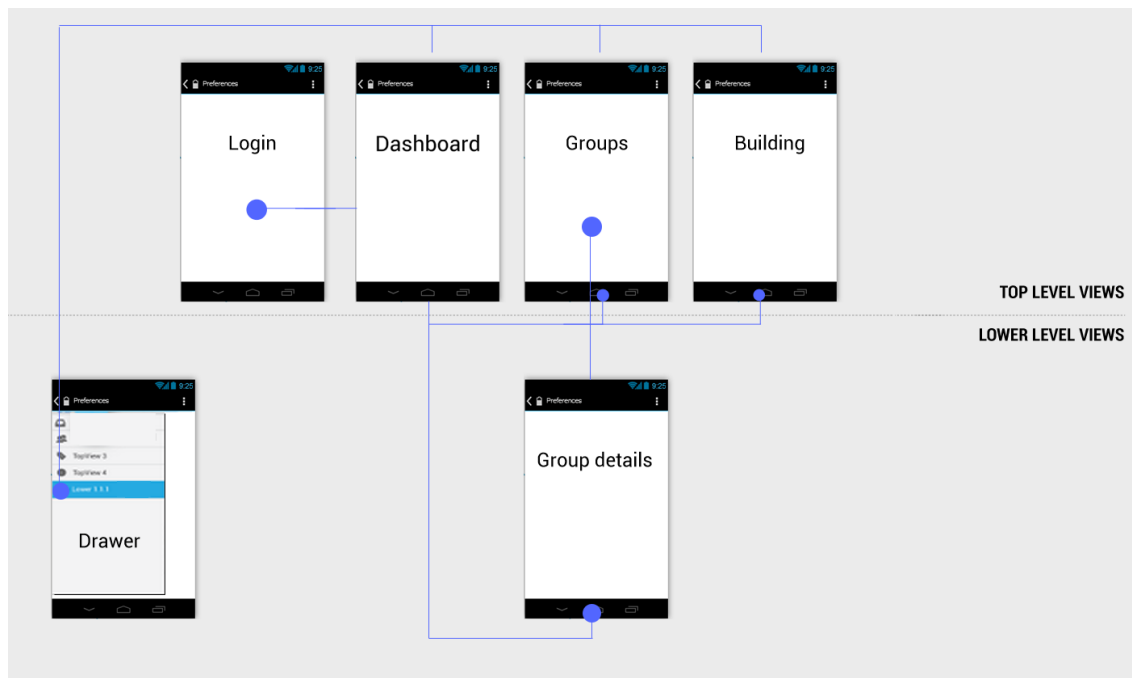 9:25
Preferences
Login
9:25
Preferences
Dashboard
9:25
Preferences
Groups
9:25
Preferences
Building
TOP LEVEL VIEWS
LOWER LEVEL VIEWS
9:25
Preferences
TopView 3
TopView 4
Lower 1.1.1
Drawer
9:25
Preferences
Group details